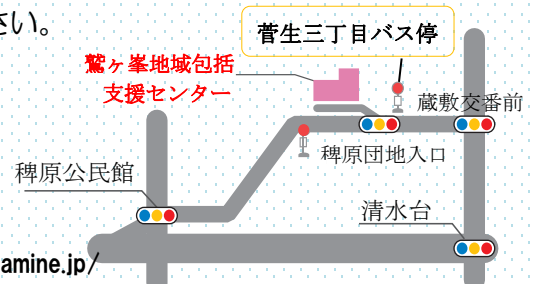 さい。
菅生三丁目バス停
鷲ヶ峯地域包括
支援センター
蔵敷交番前
稗原団地入口
稗原公民館
清水台
amine.jp/